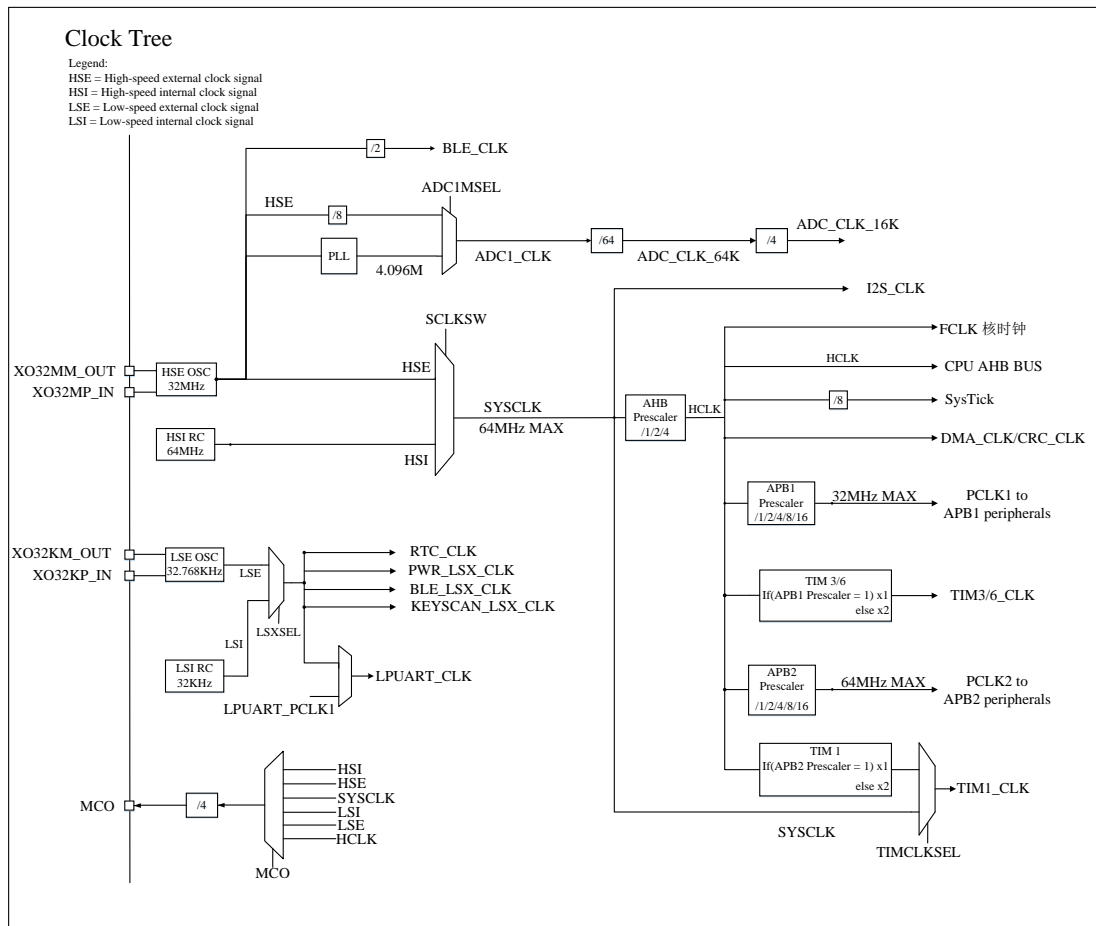 Clock Tree
Legend:
HSE = High-speed external clock signal
HSI = High-speed internal clock signal
LSE = Low-speed external clock signal
LSI = Low-speed internal clock signal
/2
BLE_CLK
ADC1MSEL
HSE
/8
PLL
4.096M
ADC1_CLK
/64
ADC_CLK_64K
/4
ADC_CLK_16K
I2S_CLK
SCLKSW
XO32MM_OUT
XO32MP_IN
HSE OSC
32MHz
HSE
HSI RC
64MHz
HSI
SYSCLK
64MHz MAX
AHB
Prescaler
/1/2/4
HCLK
FCLK 核时钟
HCLK
CPU AHB BUS
/8
SysTick
DMA_CLK/CRC_CLK
APB1
Prescaler
/1/2/4/8/16
32MHz MAX
PCLK1 to
APB1 peripherals
XO32KM_OUT
XO32KP_IN
LSE OSC
32.768KHz
LSE
LSI
LSXSEL
LSI RC
32KHz
RTC_CLK
PWR_LSX_CLK
BLE_LSX_CLK
KEYSCAN_LSX_CLK
LPUART_CLK
LPUART_PCLK1
TIM 3/6
If(APB1 Prescaler = 1) x1
else x2
TIM3/6_CLK
APB2
Prescaler
/1/2/4/8/16
64MHz MAX
PCLK2 to
APB2 peripherals
TIM 1
If(APB2 Prescaler = 1) x1
else x2
TIM1_CLK
SYSCLK
TIMCLKSEL
MCO
/4
HSI
HSE
SYSCLK
LSI
LSE
HCLK
MCO